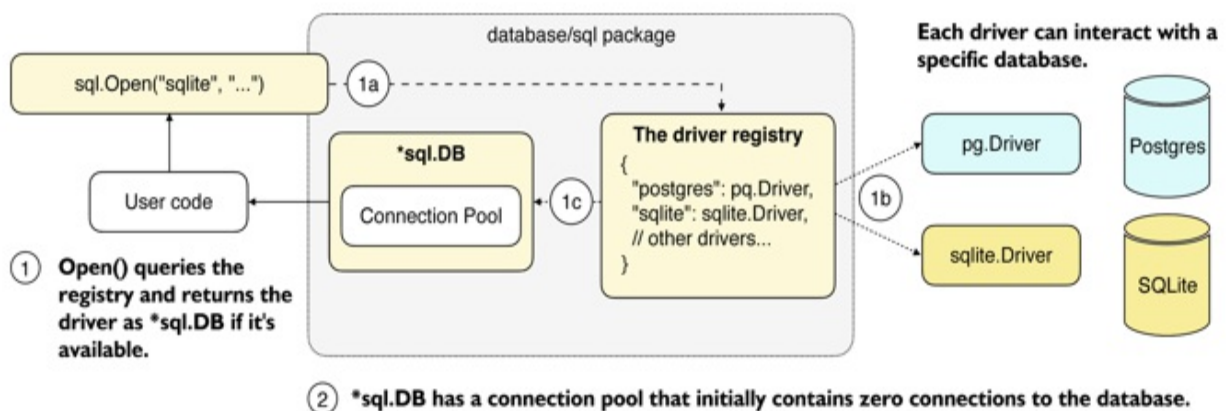 database/sql package
Each driver can interact with a
specific database.
sql.Open("sqlite", "...")
1a
The driver registry
{
"postgres": pq.Driver,
"sqlite": sqlite.Driver,
// other drivers...
}
*sql.DB
Connection Pool
1c
User code
1b
pg.Driver
Postgres
sqlite.Driver
SQLite
1
Open() queries the
registry and returns the
driver as *sql.DB if it's
available.
2 *sql.DB has a connection pool that initially contains zero connections to the database.